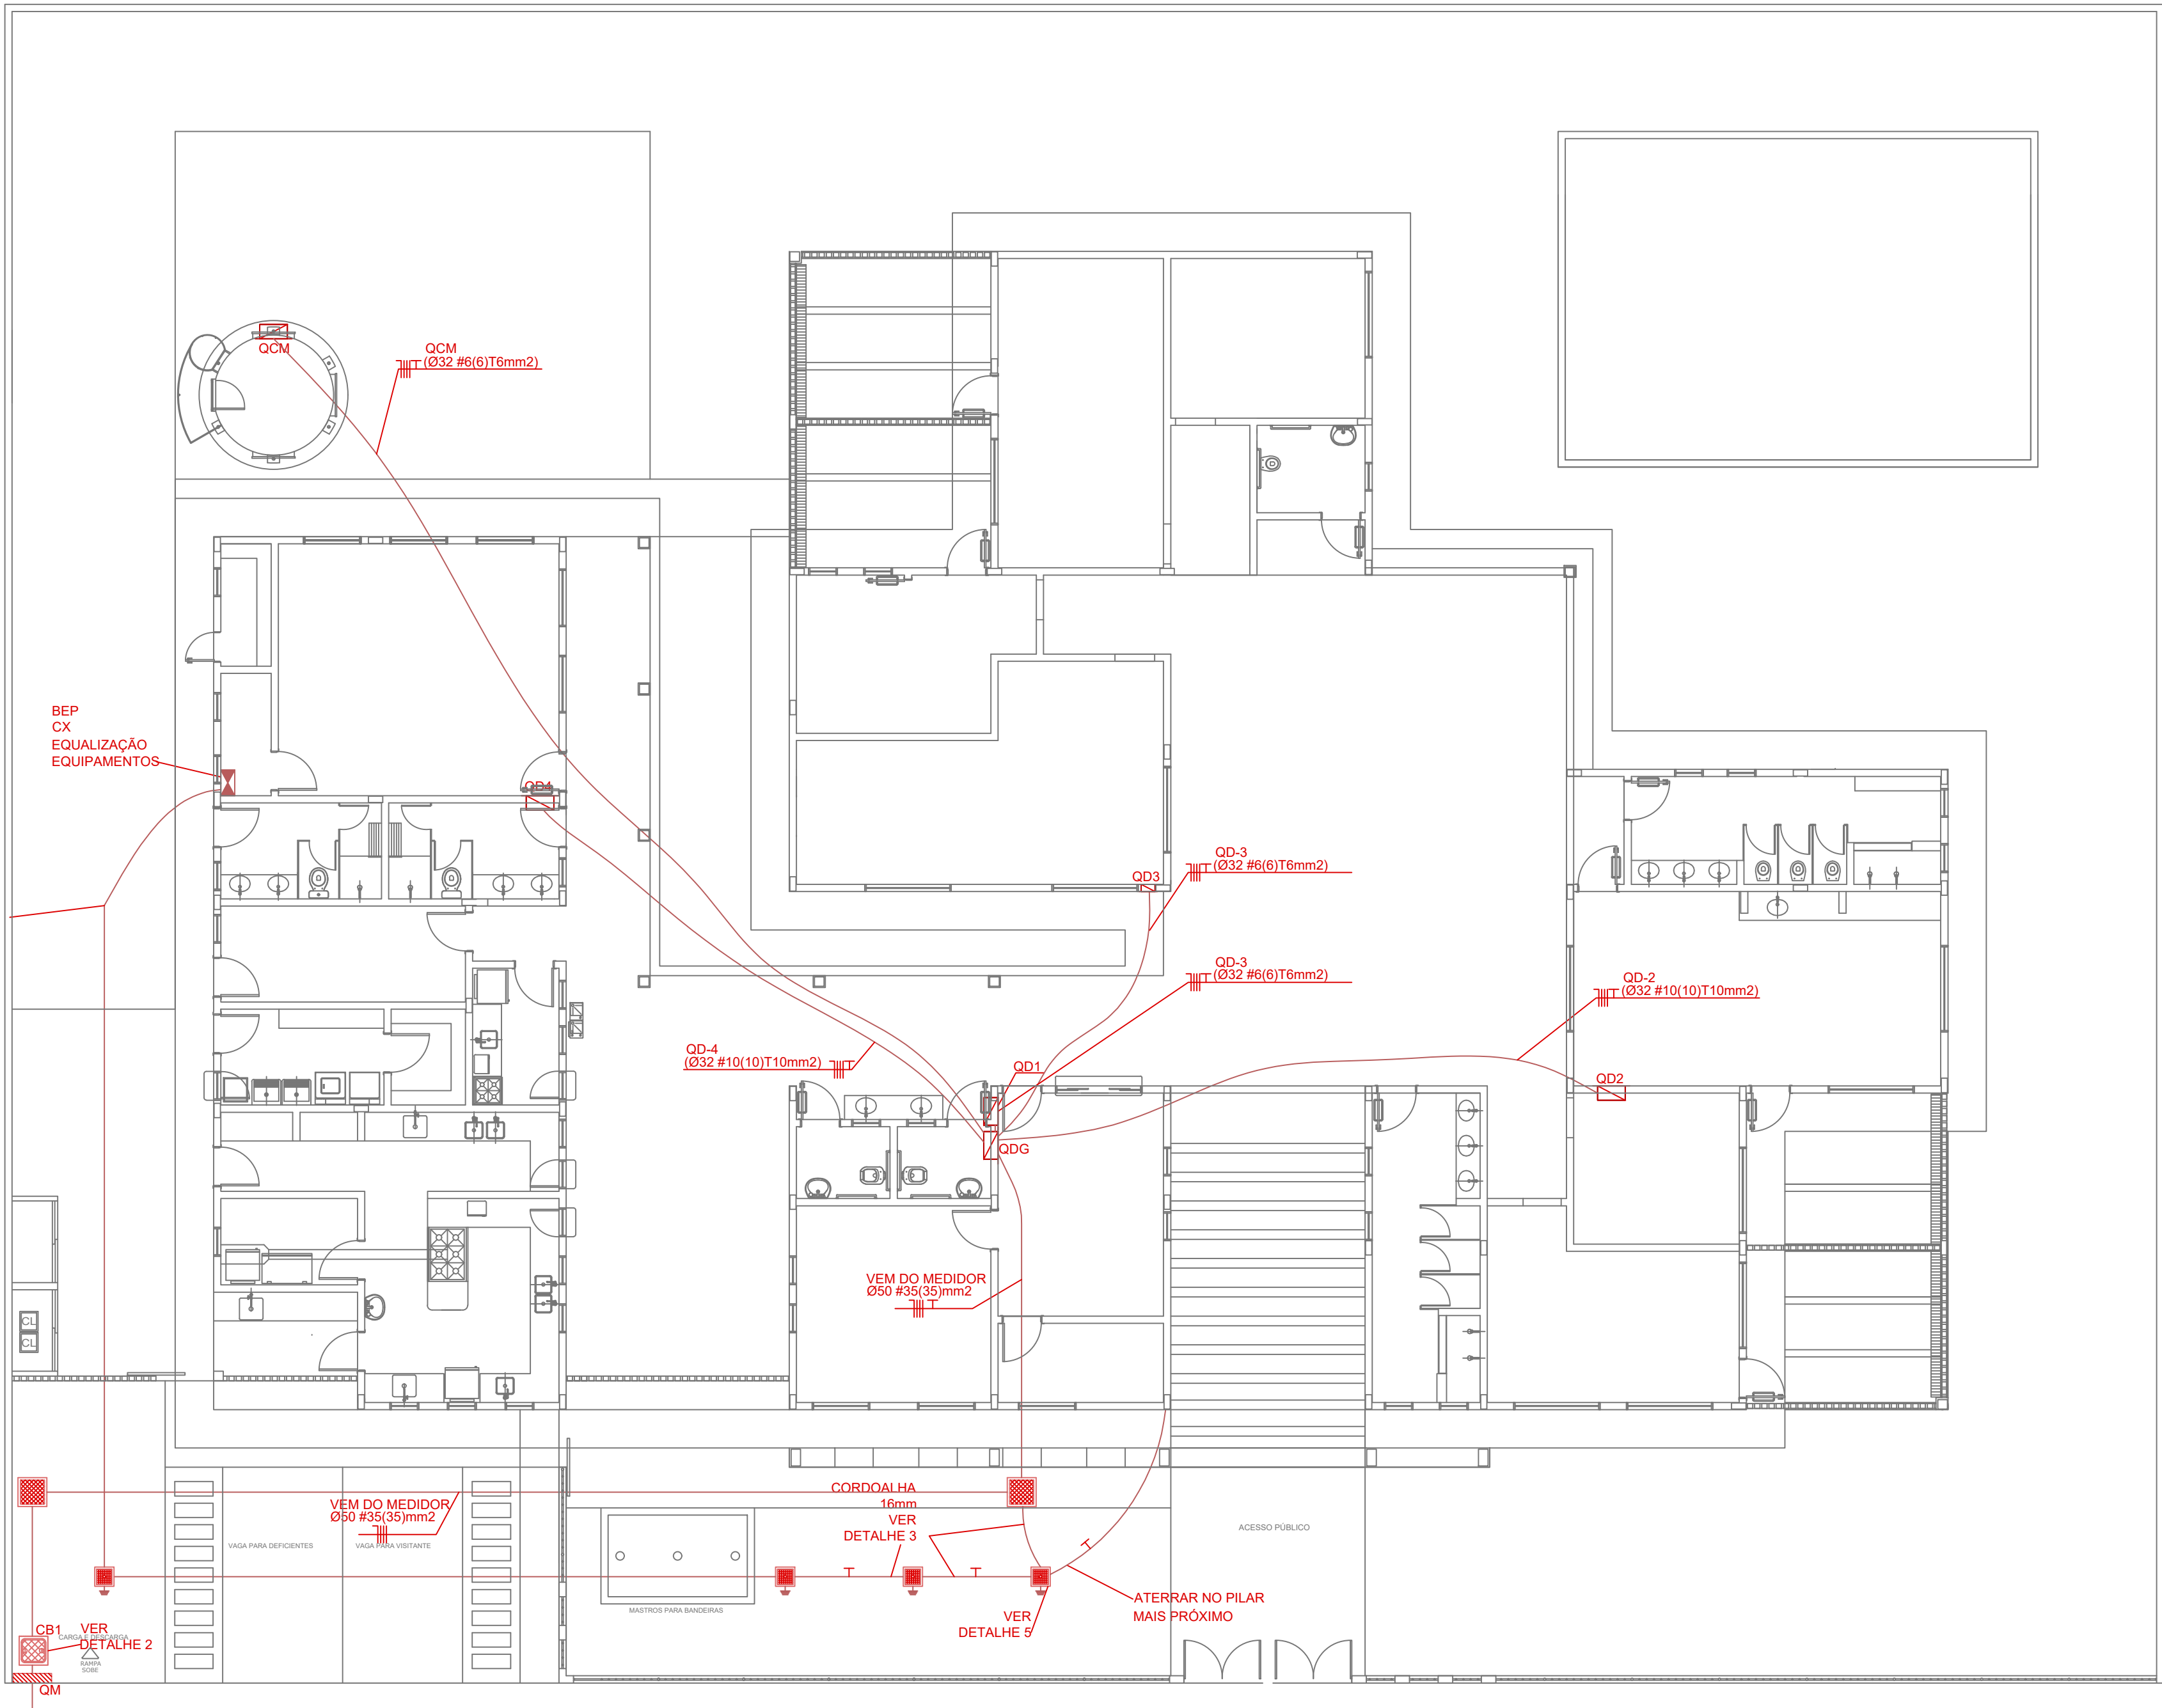 QCM
QCM
(Ø32 #6(6)T6mm2)
BEP
CX
EQUALIZAÇÃO
EQUIPAMENTOS
QD4
QD-3
(Ø32 #6(6)T6mm2)
QD3
QD-3
(Ø32 #6(6)T6mm2)
QD-2
(Ø32 #10(10)T10mm2)
QD-4
(Ø32 #10(10)T10mm2)
QD1
QD2
QDG
VEM DO MEDIDOR
Ø50 #35(35)mm2
CL
CL
VEM DO MEDIDOR
Ø50 #35(35)mm2
CORDOALHA
16mm
VER
DETALHE 3
ACESSO PÚBLICO
VAGA PARA DEFICIENTES
VAGA PARA VISITANTE
MASTROS PARA BANDEIRAS
ATERRAR NO PILAR
MAIS PRÓXIMO
VER
DETALHE 5
CB1
VER
DETALHE 2
CARGA E DESCARGA
RAMPA
SOBE
QM